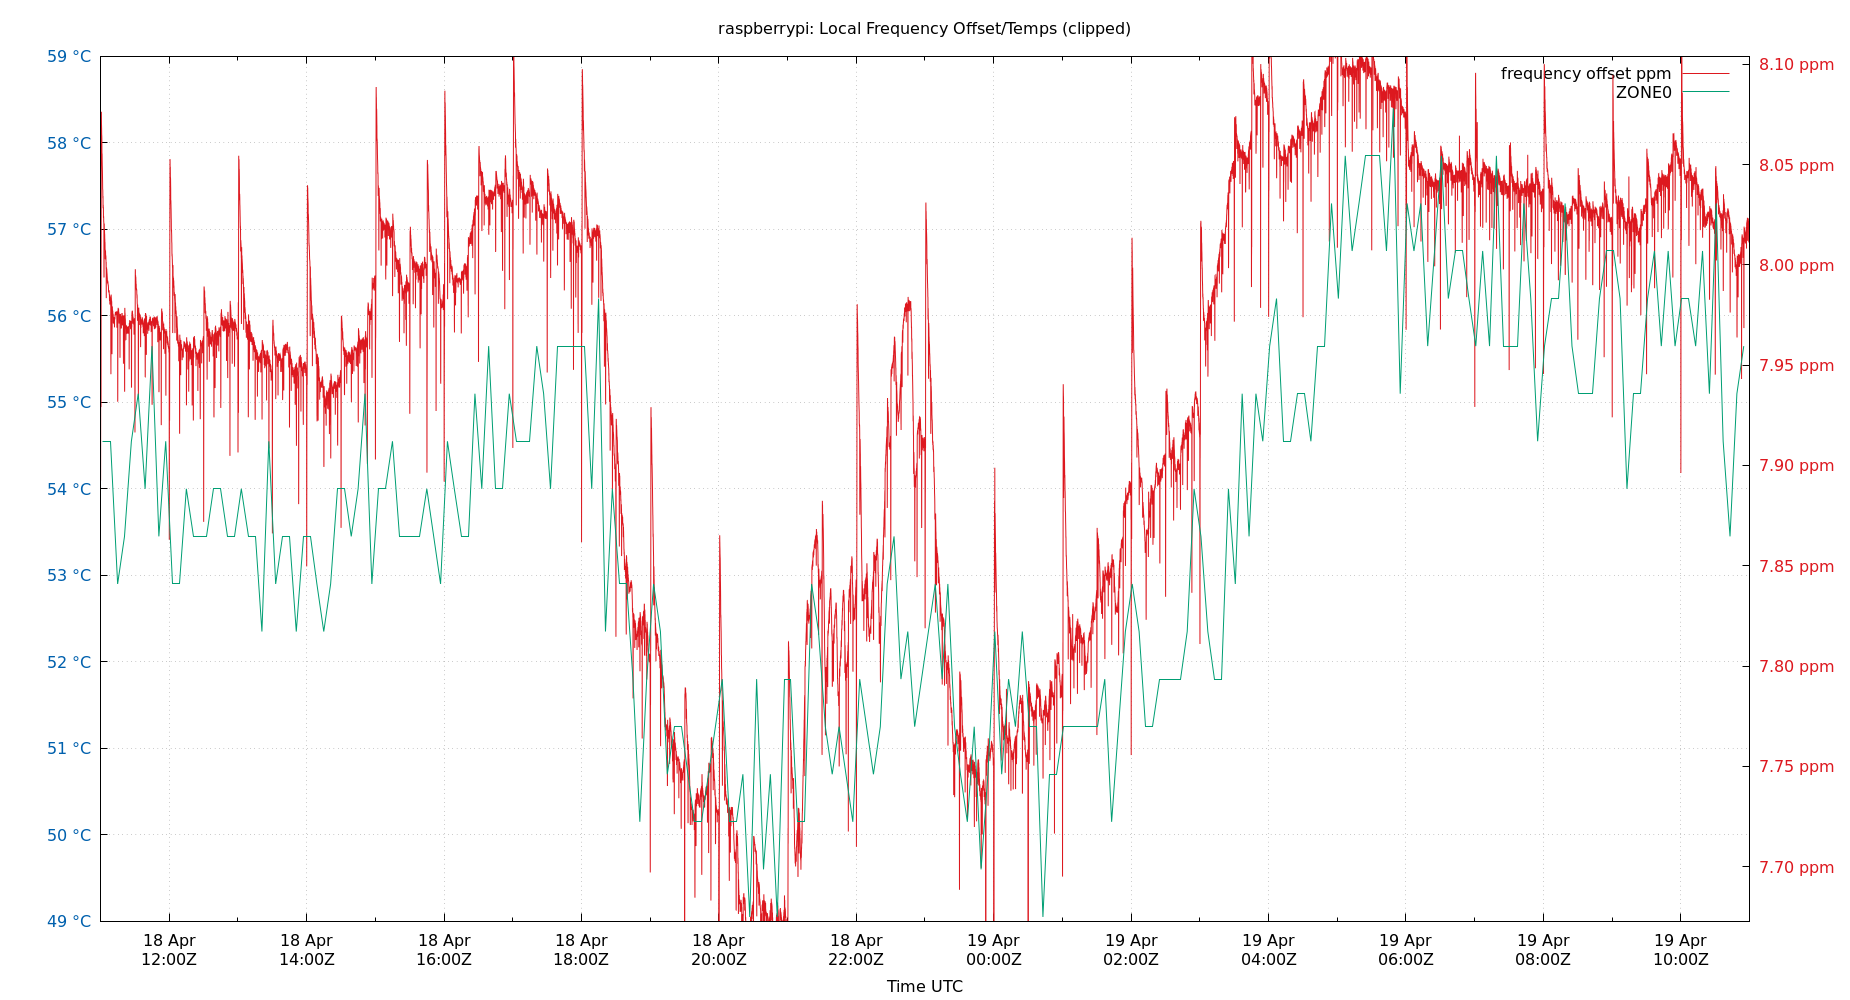 raspberrypi: Local Frequency Offset/Temps (clipped)
59 °C
58 °C
57 °C
56 °C
55 °C
54 °C
53 °C
52 °C
51 °C
50 °C
49 °C
8.10 ppm
8.05 ppm
8.00 ppm
7.95 ppm
7.90 ppm
7.85 ppm
7.80 ppm
7.75 ppm
7.70 ppm
frequency offset ppm
ZONE0
18 Apr 18 Apr 18 Apr 18 Apr 18 Apr 18 Apr 19 Apr 19 Apr 19 Apr 19 Apr 19 Apr 19 Apr
12:00Z 14:00Z 16:00Z 18:00Z 20:00Z 22:00Z 00:00Z 02:00Z 04:00Z 06:00Z 08:00Z 10:00Z
Time UTC